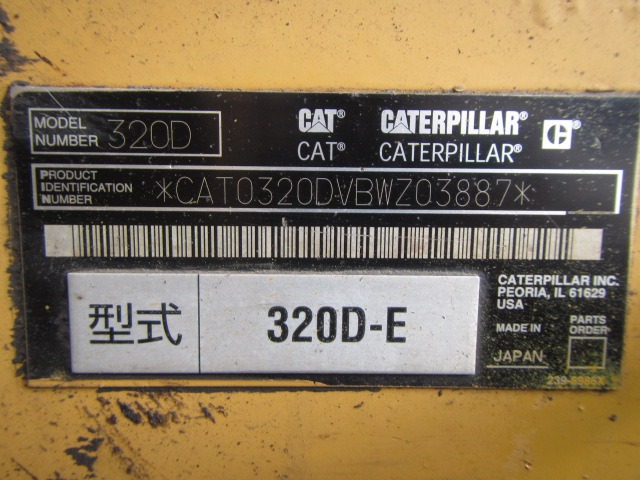 MODEL NUMBER 320D
CAT® CATERPILLAR® C
CAT® CATERPILLAR®
PRODUCT IDENTIFICATION NUMBER *CAT0320DVBWZ03887*
型式 320D-E
CATERPILLAR INC.
PEORIA, IL 61629
USA
MADE IN JAPAN
PARTS ORDER